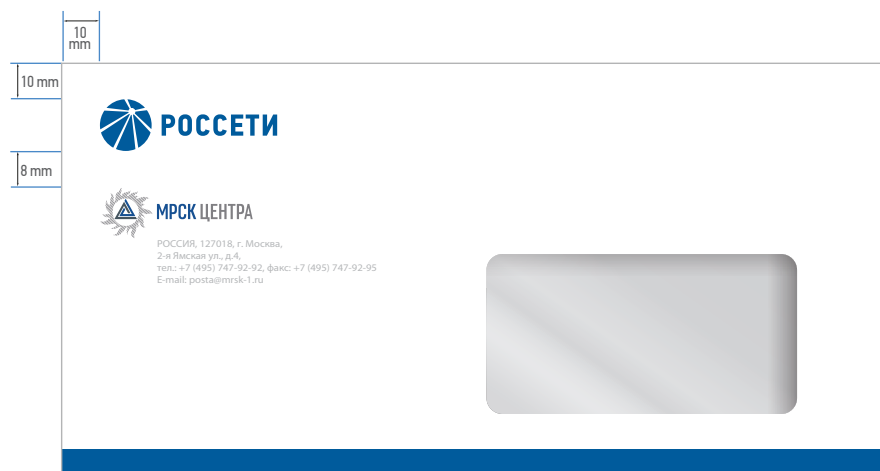 10
mm
10 mm
РОССЕТИ
8 mm
МРСК ЦЕНТРА
РОССИЯ, 127018, г. Москва,
2-я Ямская ул., д.4,
тел.: +7 (495) 747-92-92, факс: +7 (495) 747-92-95
E-mail: posta@mrsk-1.ru